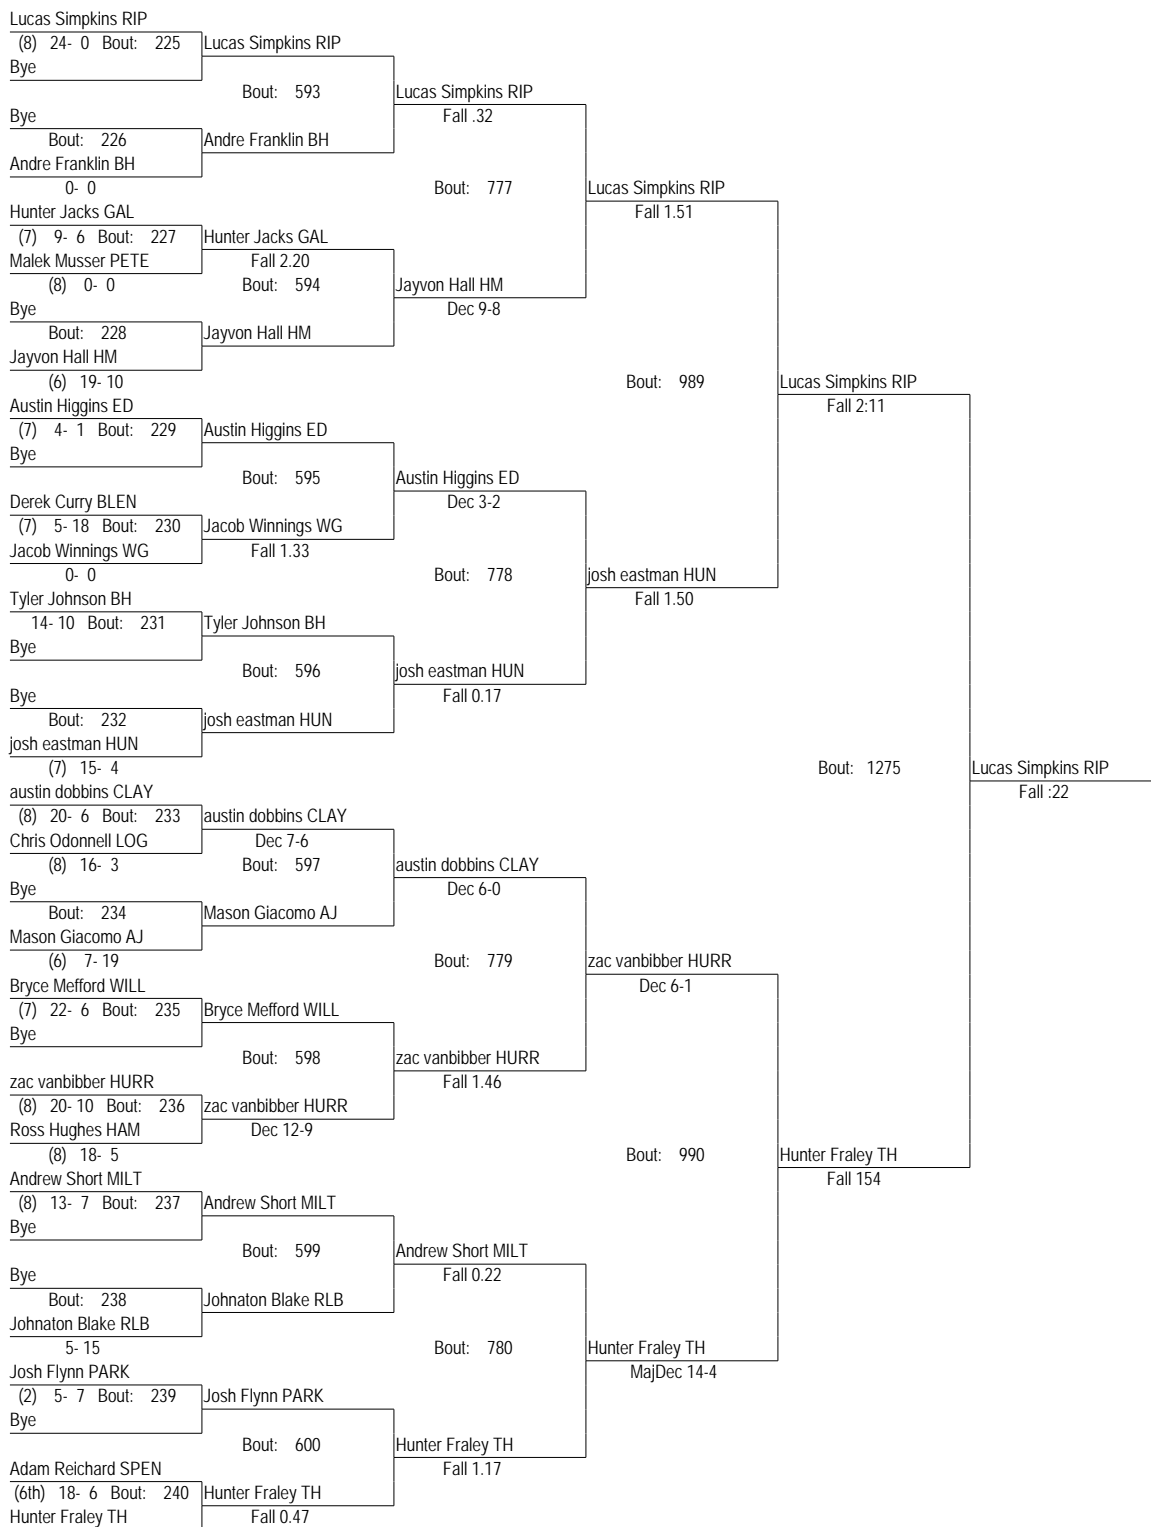 Lucas Simpkins RIP
(8) 24- 0 Bout: 225 Lucas Simpkins RIP
Bye
Bout: 593 Lucas Simpkins RIP
Bye Fall .32
Bout: 226 Andre Franklin BH
Andre Franklin BH
0- 0 Bout: 777 Lucas Simpkins RIP
Hunter Jacks GAL Fall 1.51
(7) 9- 6 Bout: 227 Hunter Jacks GAL
Malek Musser PETE Fall 2.20
(8) 0- 0 Bout: 594 Jayvon Hall HM
Bye Dec 9-8
Bout: 228 Jayvon Hall HM
Jayvon Hall HM
(6) 19- 10 Bout: 989 Lucas Simpkins RIP
Austin Higgins ED Fall 2:11
(7) 4- 1 Bout: 229 Austin Higgins ED
Bye
Bout: 595 Austin Higgins ED
Derek Curry BLEN Dec 3-2
(7) 5- 18 Bout: 230 Jacob Winnings WG
Jacob Winnings WG Fall 1.33
0- 0 Bout: 778 josh eastman HUN
Tyler Johnson BH Fall 1.50
14- 10 Bout: 231 Tyler Johnson BH
Bye
Bout: 596 josh eastman HUN
Bye Fall 0.17
Bout: 232 josh eastman HUN
josh eastman HUN
(7) 15- 4 Bout: 1275 Lucas Simpkins RIP
austin dobbins CLAY Fall :22
(8) 20- 6 Bout: 233 austin dobbins CLAY
Chris Odonnell LOG Dec 7-6
(8) 16- 3 Bout: 597 austin dobbins CLAY
Bye Dec 6-0
Bout: 234 Mason Giacomo AJ
Mason Giacomo AJ
(6) 7- 19 Bout: 779 zac vanbibber HURR
Bryce Mefford WILL Dec 6-1
(7) 22- 6 Bout: 235 Bryce Mefford WILL
Bye
Bout: 598 zac vanbibber HURR
zac vanbibber HURR Fall 1.46
(8) 20- 10 Bout: 236 zac vanbibber HURR
Ross Hughes HAM Dec 12-9
(8) 18- 5 Bout: 990 Hunter Fraley TH
Andrew Short MILT Fall 154
(8) 13- 7 Bout: 237 Andrew Short MILT
Bye
Bout: 599 Andrew Short MILT
Bye Fall 0.22
Bout: 238 Johnaton Blake RLB
Johnaton Blake RLB
5- 15 Bout: 780 Hunter Fraley TH
Josh Flynn PARK MajDec 14-4
(2) 5- 7 Bout: 239 Josh Flynn PARK
Bye
Bout: 600 Hunter Fraley TH
Adam Reichard SPEN Fall 1.17
(6th) 18- 6 Bout: 240 Hunter Fraley TH
Hunter Fraley TH Fall 0.47